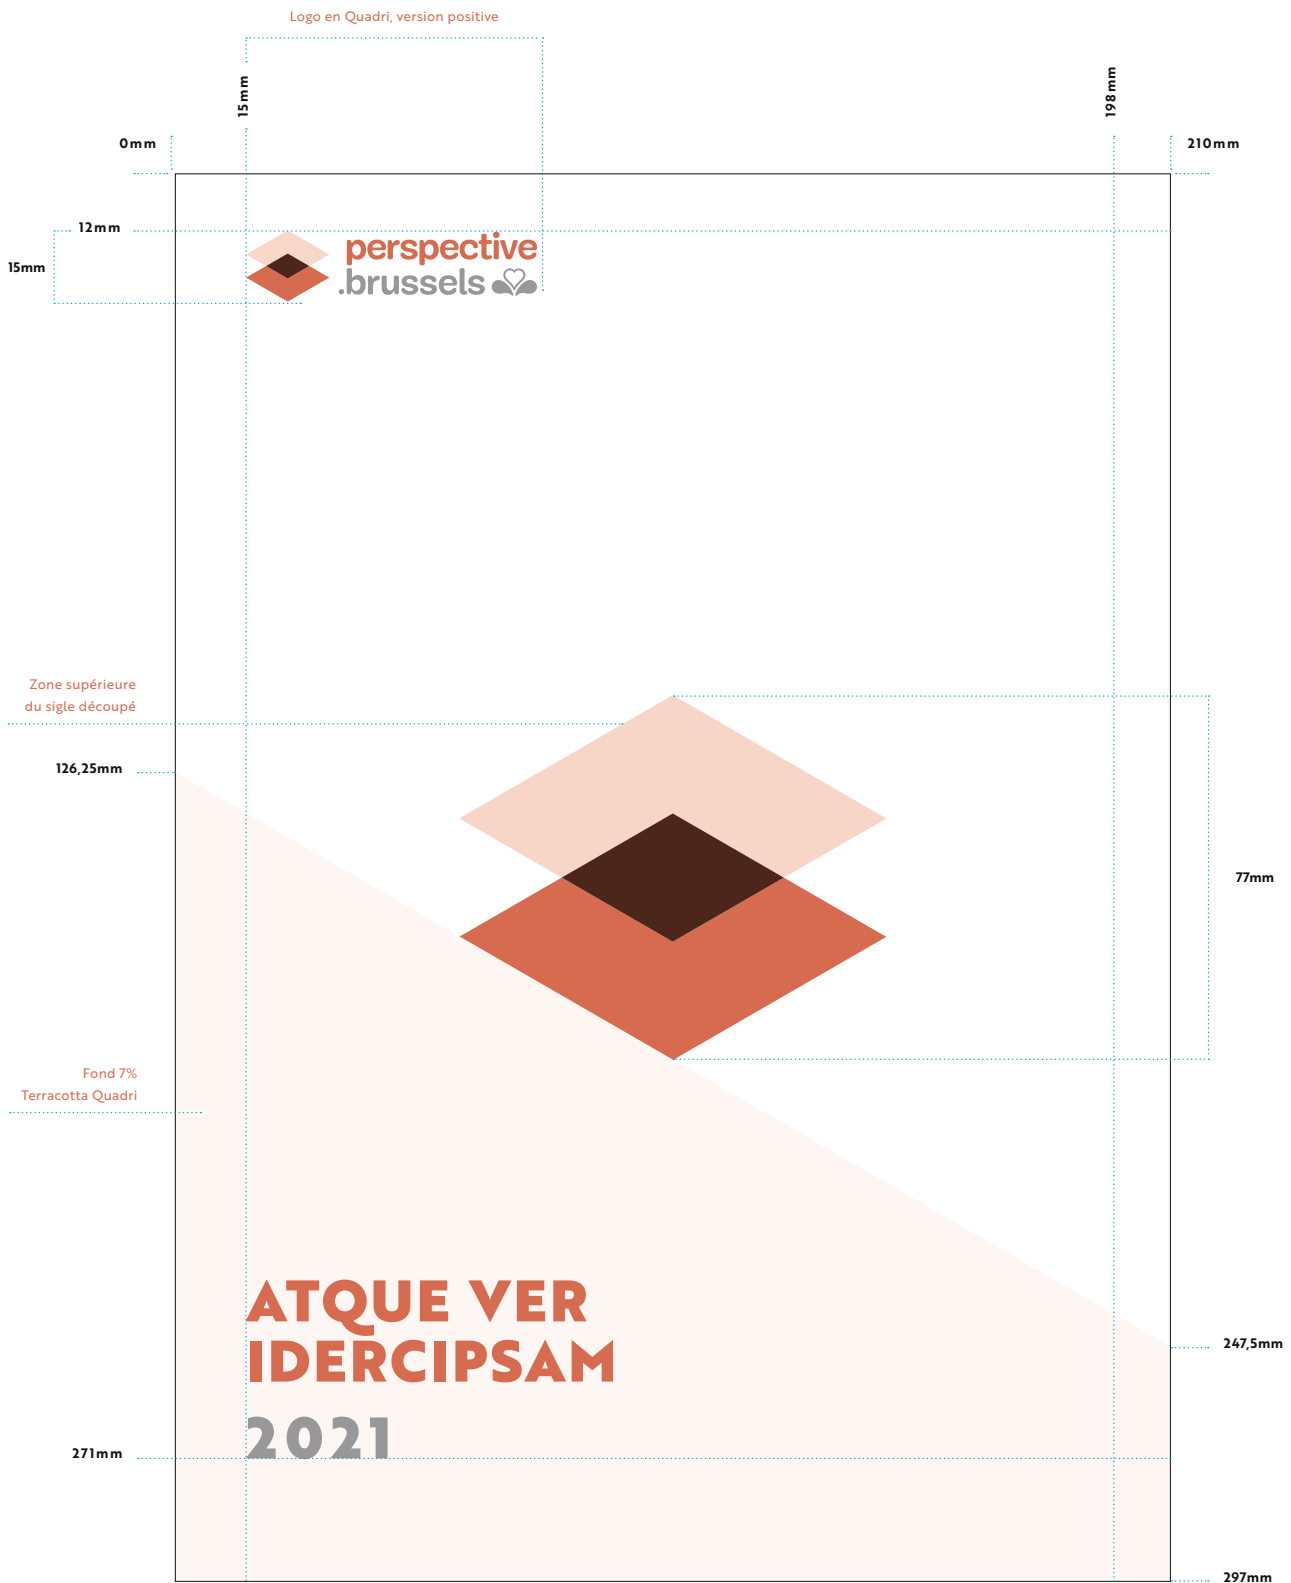 Logo en Quadri, version positive
15mm
198mm
0mm
210mm
12mm
15mm
perspective
.brussels
Zone supérieure
du sigle découpé
126,25mm
77mm
Fond 7%
Terracotta Quadri
ATQUE VER
IDERCIPSAM
2021
247,5mm
271mm
297mm